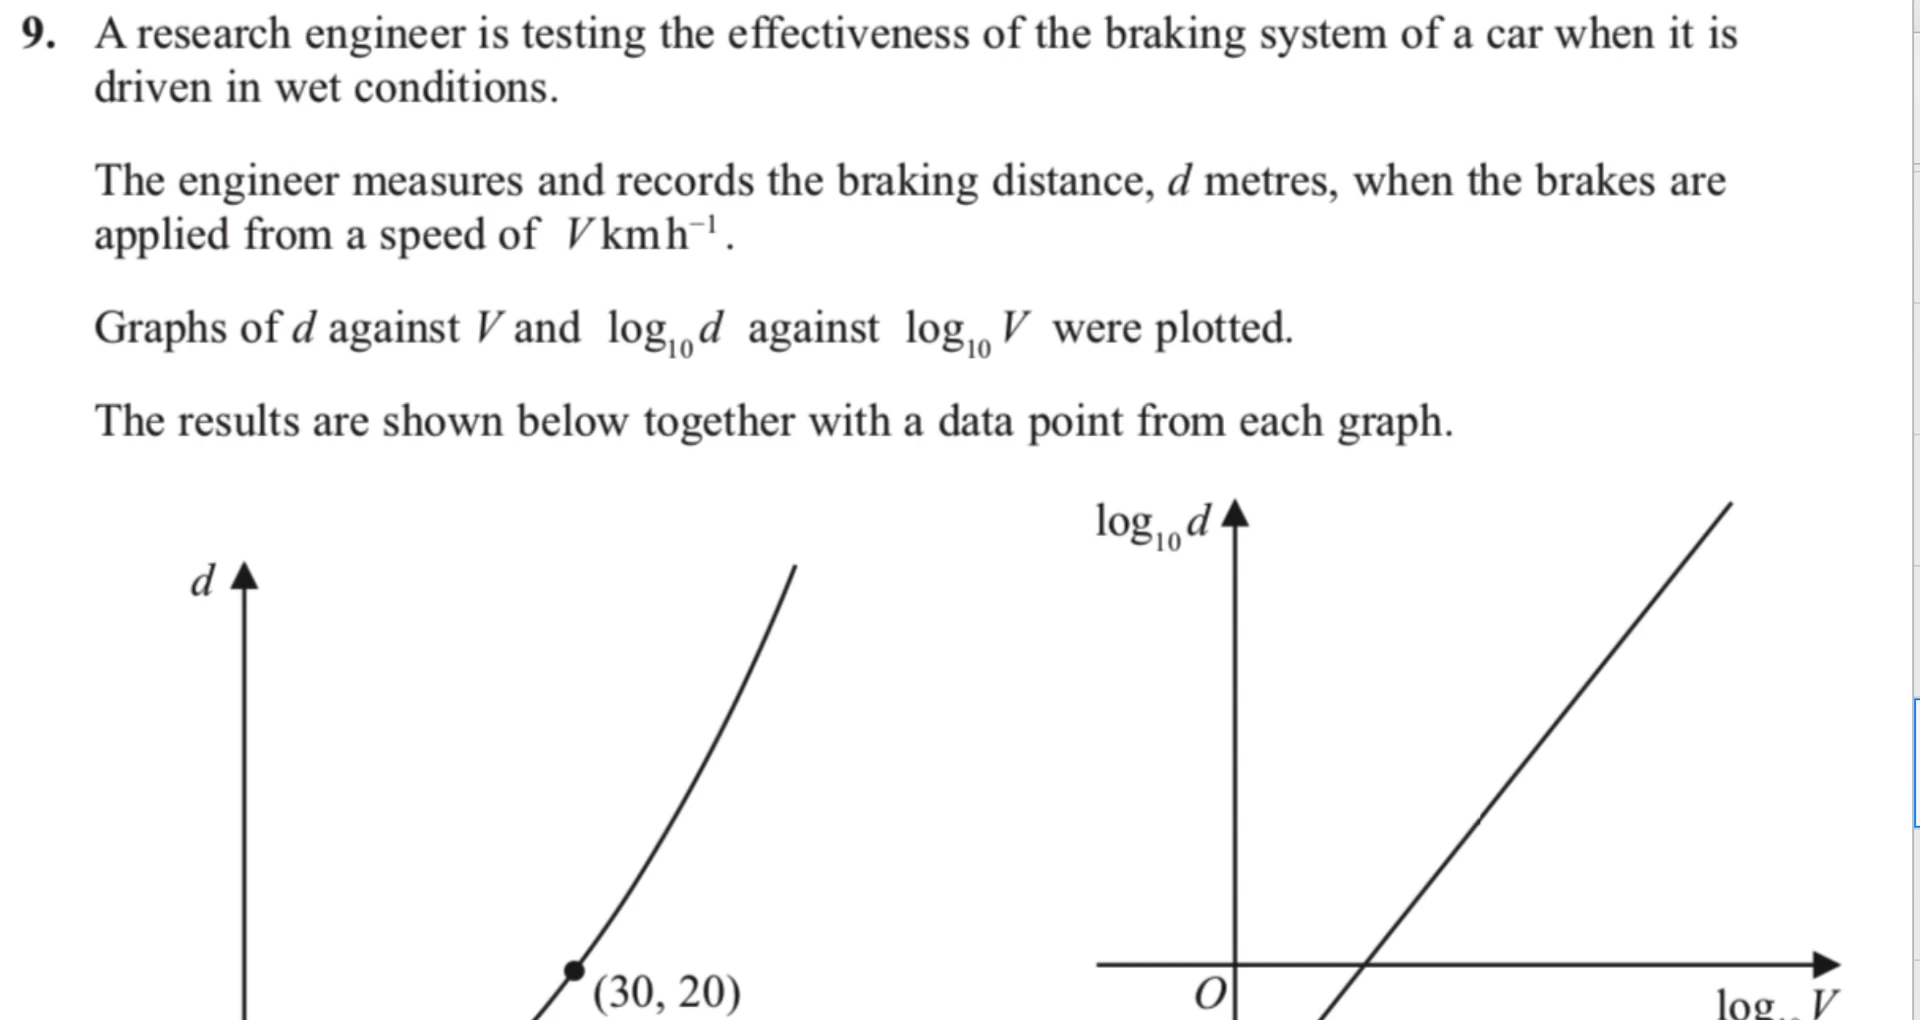 9. A research engineer is testing the effectiveness of the braking system of a car when it is
driven in wet conditions.
The engineer measures and records the braking distance, d metres, when the brakes are
applied from a speed of V km h⁻¹.
Graphs of d against V and log₁₀ d against log₁₀ V were plotted.
The results are shown below together with a data point from each graph.
log₁₀ d
d
(30, 20)
O
log₁₀ V